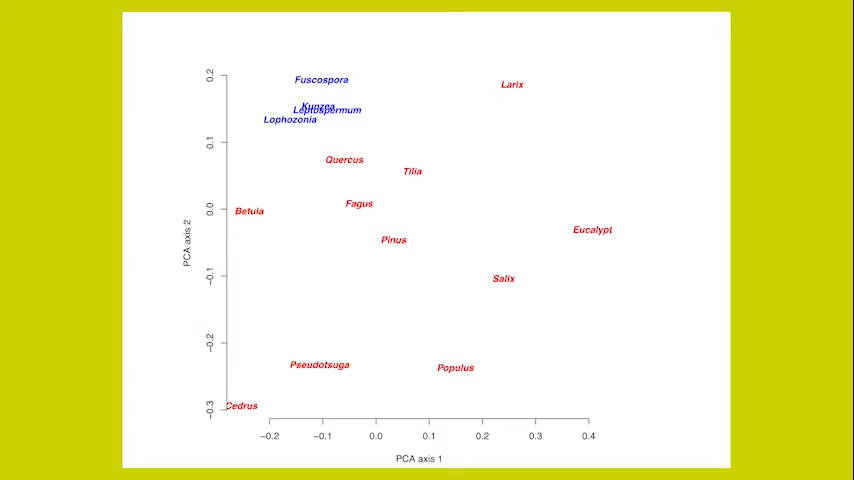 0.2
Fuscospora
Larix
Kunzea
Leptospermum
Lophozonia
0.1
Quercus
Tilia
Fagus
0.0
Betula
Eucalypt
PCA axis 2
Pinus
−0.1
Salix
−0.2
Pseudotsuga
Populus
−0.3
Cedrus
−0.2 −0.1 0.0 0.1 0.2 0.3 0.4
PCA axis 1